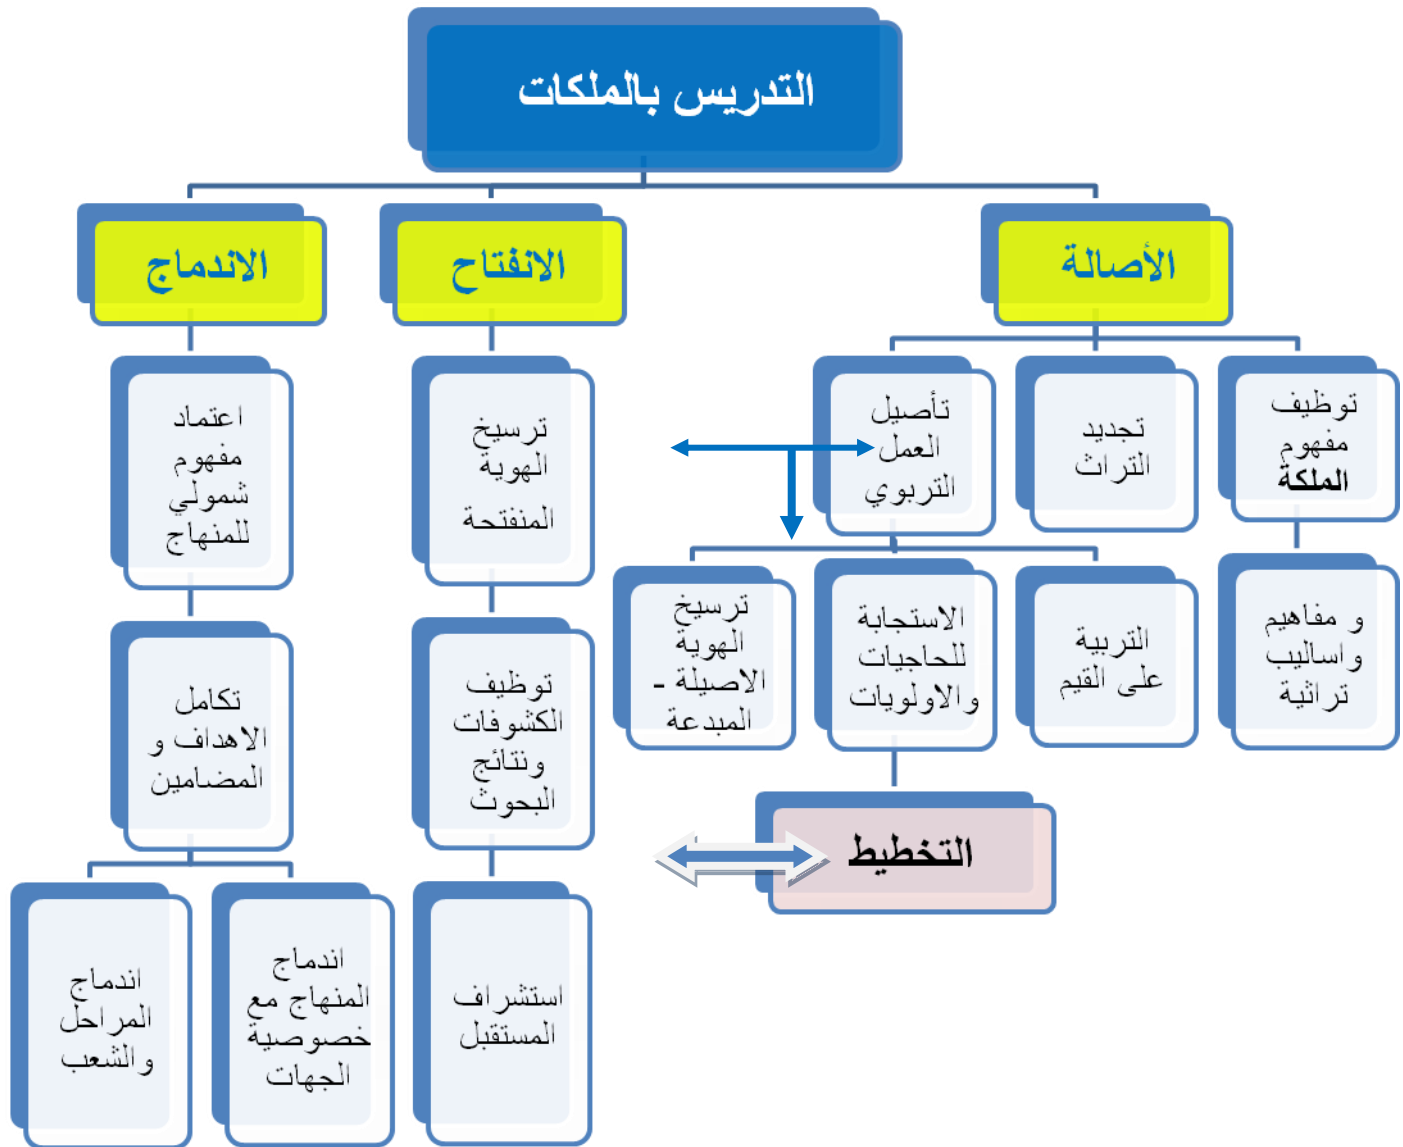 التدريس بالملكات
الأصالة
الانفتاح
الاندماج
توظيف
مفهوم
الملكة
تجديد
التراث
تأصيل
العمل
التربوي
ترسيخ
الهوية
المنفتحة
اعتماد
مفهوم
شمولي
للمنهاج
و مفاهيم
واساليب
تراثية
التربية
على القيم
الاستجابة
للحاجيات
والاولويات
ترسيخ
الهوية
الاصيلة -
المبدعة
توظيف
الكشوفات
ونتائج
البحوث
تكامل
الاهداف و
المضامين
التخطيط
استشراف
المستقبل
اندماج
المنهاج مع
خصوصية
الجهات
اندماج
المراحل
والشعب